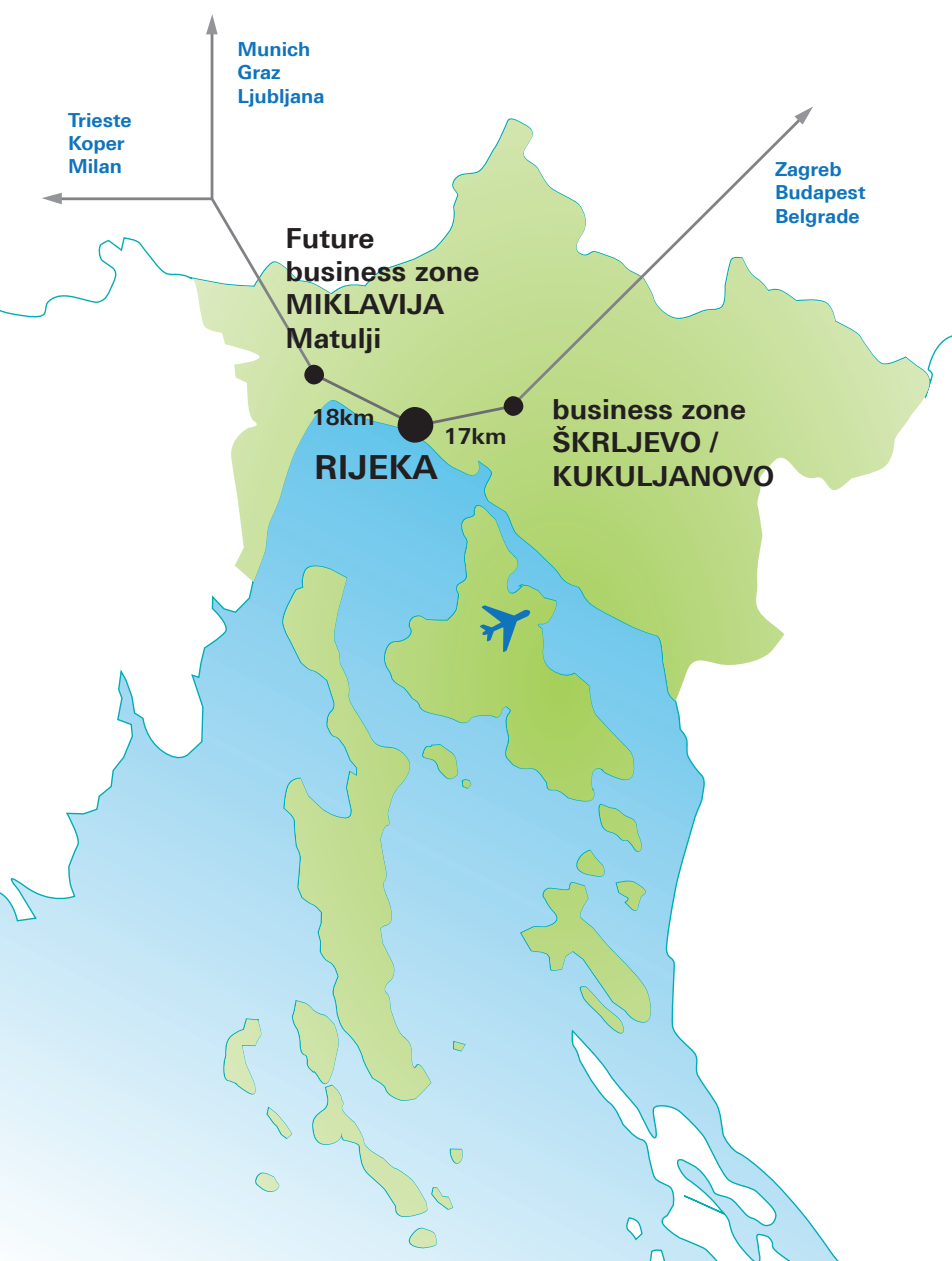 Munich
Graz
Ljubljana
Trieste
Koper
Milan
Zagreb
Budapest
Belgrade
Future
business zone
MIKLAVIJA
Matulji
18km
17km
RIJEKA
business zone
ŠKRLJEVO /
KUKULJANOVO